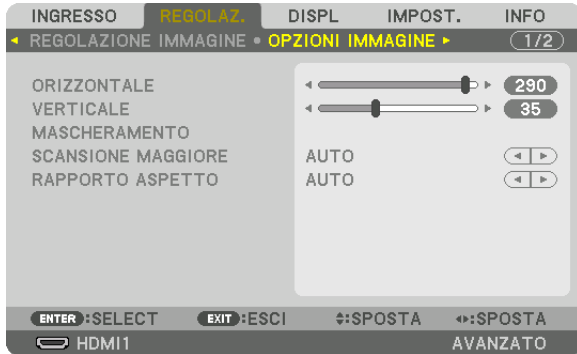 INGRESSO REGOLAZ. DISPL IMPOST. INFO
REGOLAZIONE IMMAGINE • OPZIONI IMMAGINE 1/2
ORIZZONTALE 290
VERTICALE 35
MASCHERAMENTO
SCANSIONE MAGGIORE AUTO
RAPPORTO ASPETTO AUTO
ENTER :SELECT EXIT :ESCI :SPOSTA :SPOSTA
HDMI1 AVANZATO